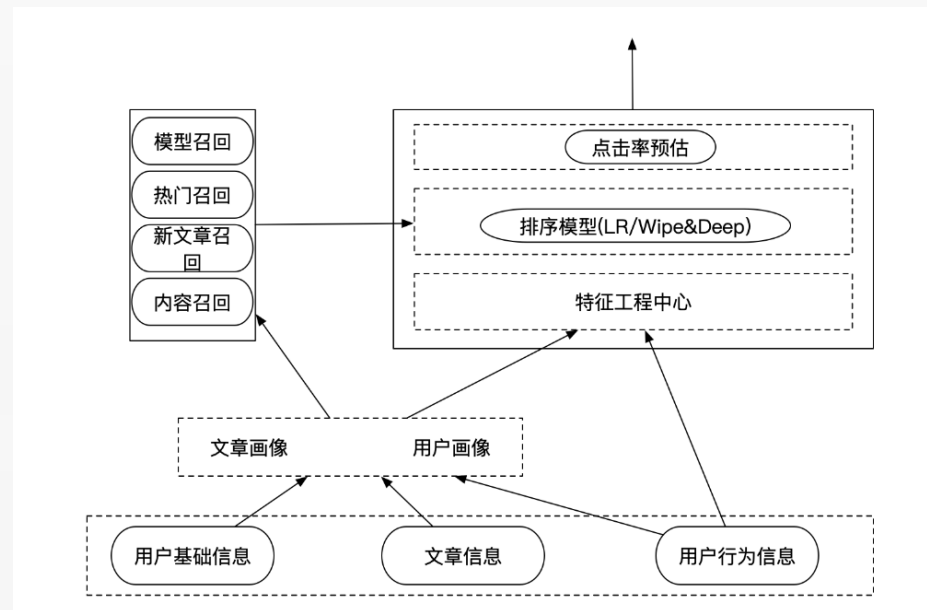 模型召回
热门召回
新文章召
回
内容召回
点击率预估
排序模型(LR/Wipe&Deep)
特征工程中心
文章画像
用户画像
用户基础信息
文章信息
用户行为信息